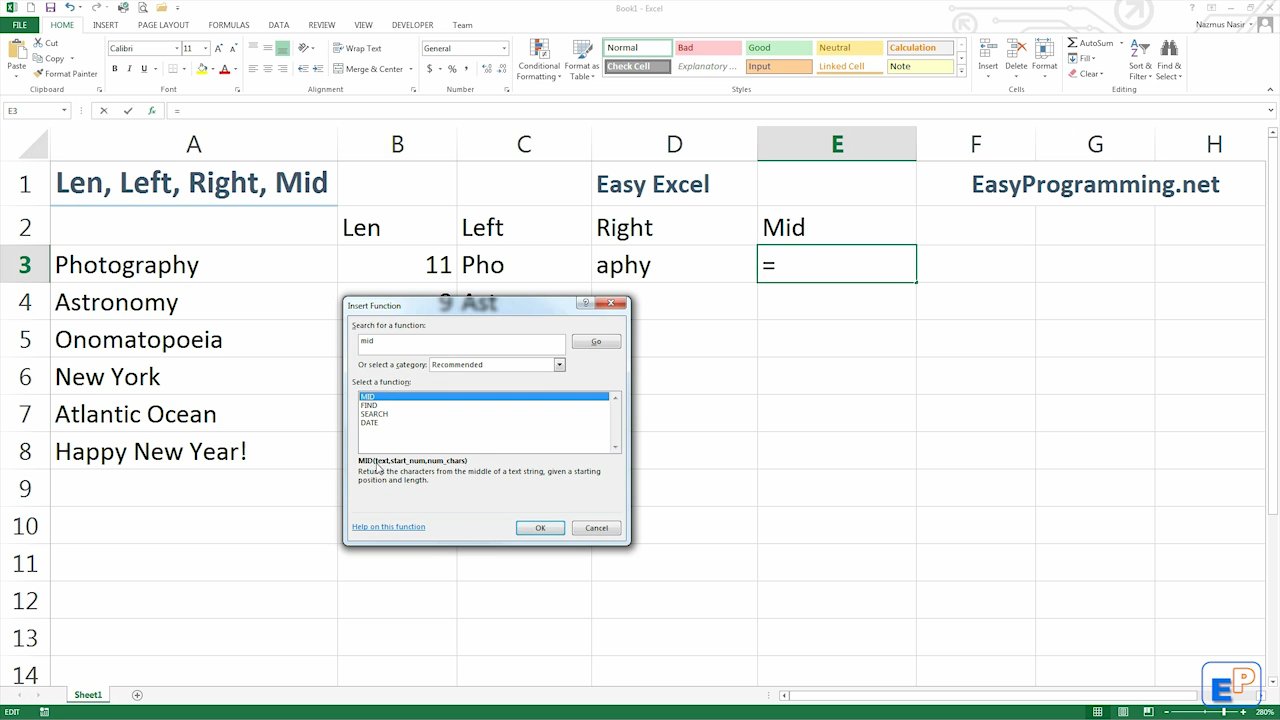 Book1 - Excel
FILE HOME INSERT PAGE LAYOUT FORMULAS DATA REVIEW VIEW DEVELOPER Team Nazmus Nasir
Paste Cut Copy Format Painter Clipboard
Calibri 11 B I U A A Font
Wrap Text Merge & Center Alignment
General $ % , Number
Conditional Formatting Format as Table
Normal Bad Good Neutral Calculation
Check Cell Explanatory ... Input Linked Cell Note
Styles
Insert Delete Format Cells
AutoSum Fill Clear Sort & Filter Find & Select Editing
E3 fx =
A B C D E F G H
1 Len, Left, Right, Mid Easy Excel EasyProgramming.net
2 Len Left Right Mid
3 Photography 11 Pho aphy =
4 Astronomy 9 Ast
5 Onomatopoeia
6 New York
7 Atlantic Ocean
8 Happy New Year!
9
10
11
12
13
14
Insert Function
Search for a function:
mid Go
Or select a category: Recommended
Select a function:
MID
FIND
SEARCH
DATE
MID(text,start_num,num_chars)
Returns the characters from the middle of a text string, given a starting
position and length.
Help on this function OK Cancel
Sheet1
EP
EDIT 280%